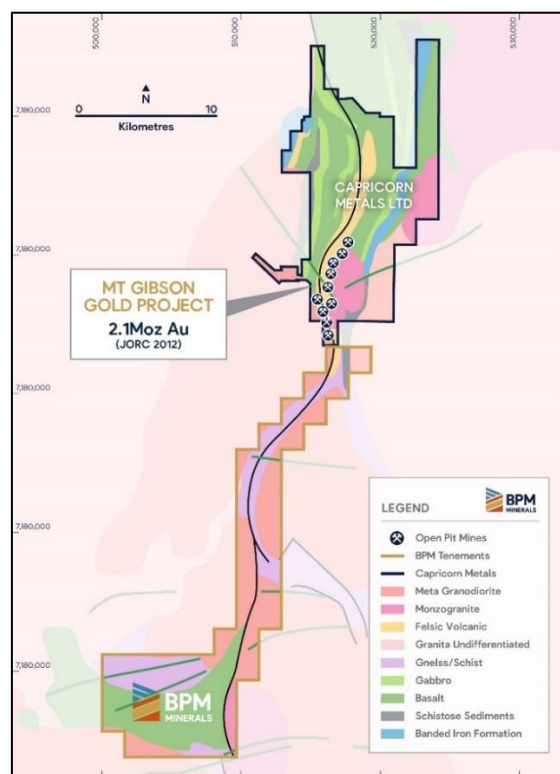 500,000
510,000
520,000
530,000
N
0 10
Kilometres
7,180,000
CAPRICORN
METALS LTD
7,180,000
MT GIBSON
GOLD PROJECT
2.1Moz Au
(JORC 2012)
7,180,000
7,180,000
7,180,000
BPM
MINERALS
LEGEND
BPM
MINERALS
Open Pit Mines
BPM Tenements
Capricorn Metals
Meta Granodiorite
Monzogranite
Felsic Volcanic
Granita Undifferentiated
Gnelss/Schist
Gabbro
Basalt
Schistose Sediments
Banded Iron Formation